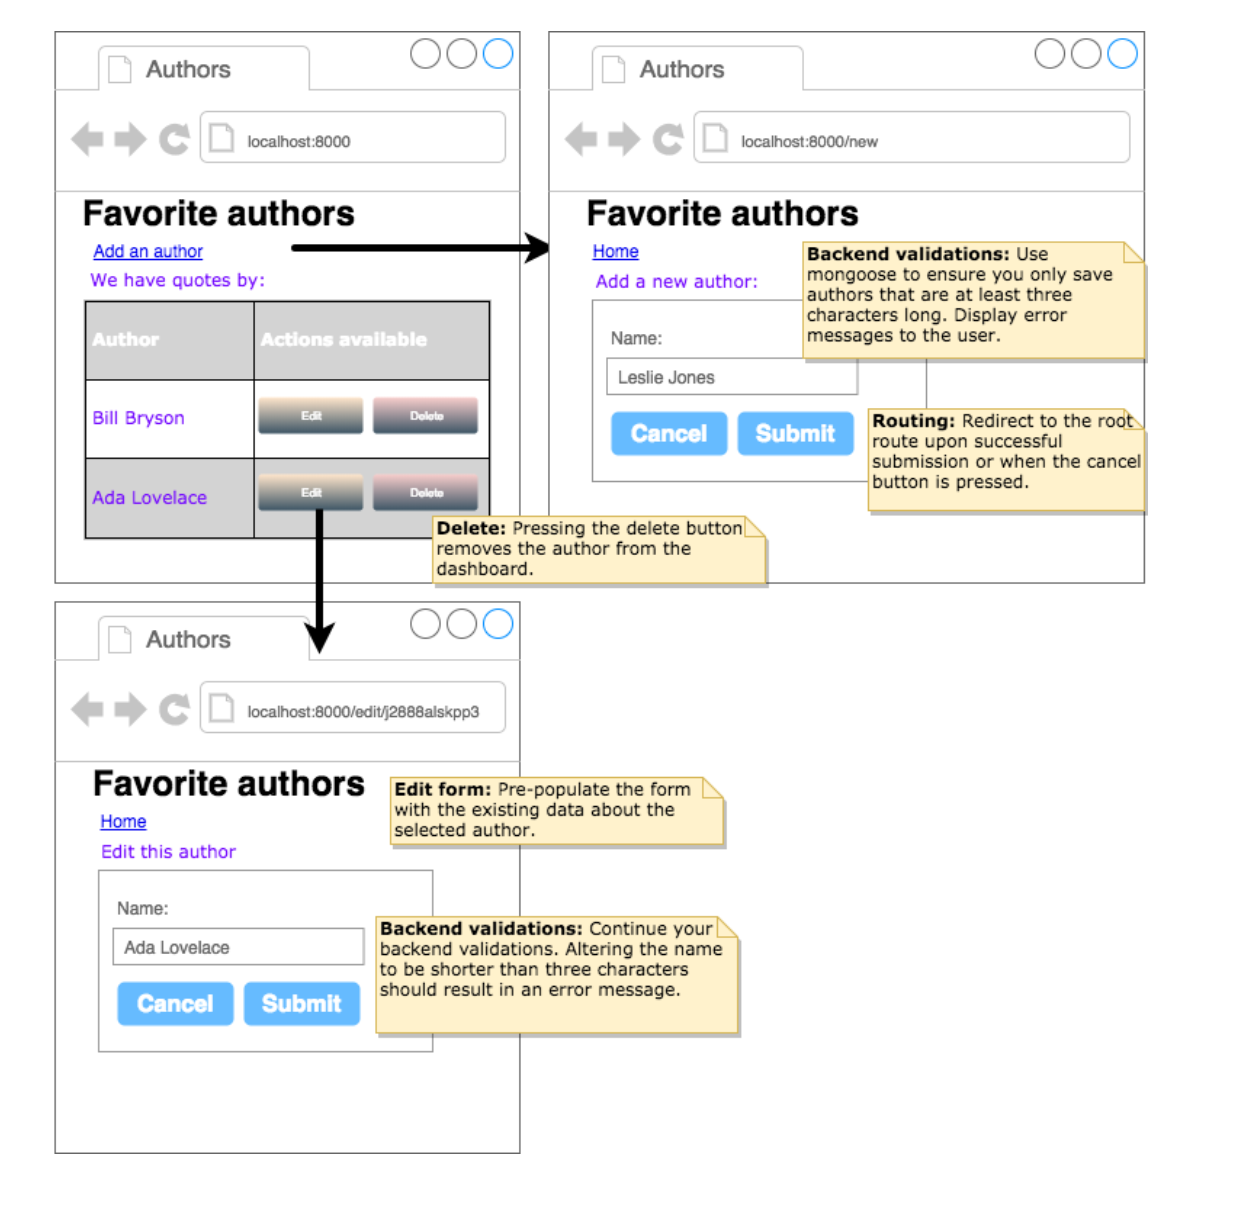 Authors
localhost:8000
Favorite authors
Add an author
We have quotes by:
Author Actions available
Bill Bryson Edit Delete
Ada Lovelace Edit Delete
Delete: Pressing the delete button
removes the author from the
dashboard.
Authors
localhost:8000/new
Favorite authors
Home
Add a new author:
Name:
Leslie Jones
Cancel Submit
Backend validations: Use
mongoose to ensure you only save
authors that are at least three
characters long. Display error
messages to the user.
Routing: Redirect to the root
route upon successful
submission or when the cancel
button is pressed.
Authors
localhost:8000/edit/j2888alskpp3
Favorite authors
Home
Edit this author
Name:
Ada Lovelace
Cancel Submit
Edit form: Pre-populate the form
with the existing data about the
selected author.
Backend validations: Continue your
backend validations. Altering the name
to be shorter than three characters
should result in an error message.